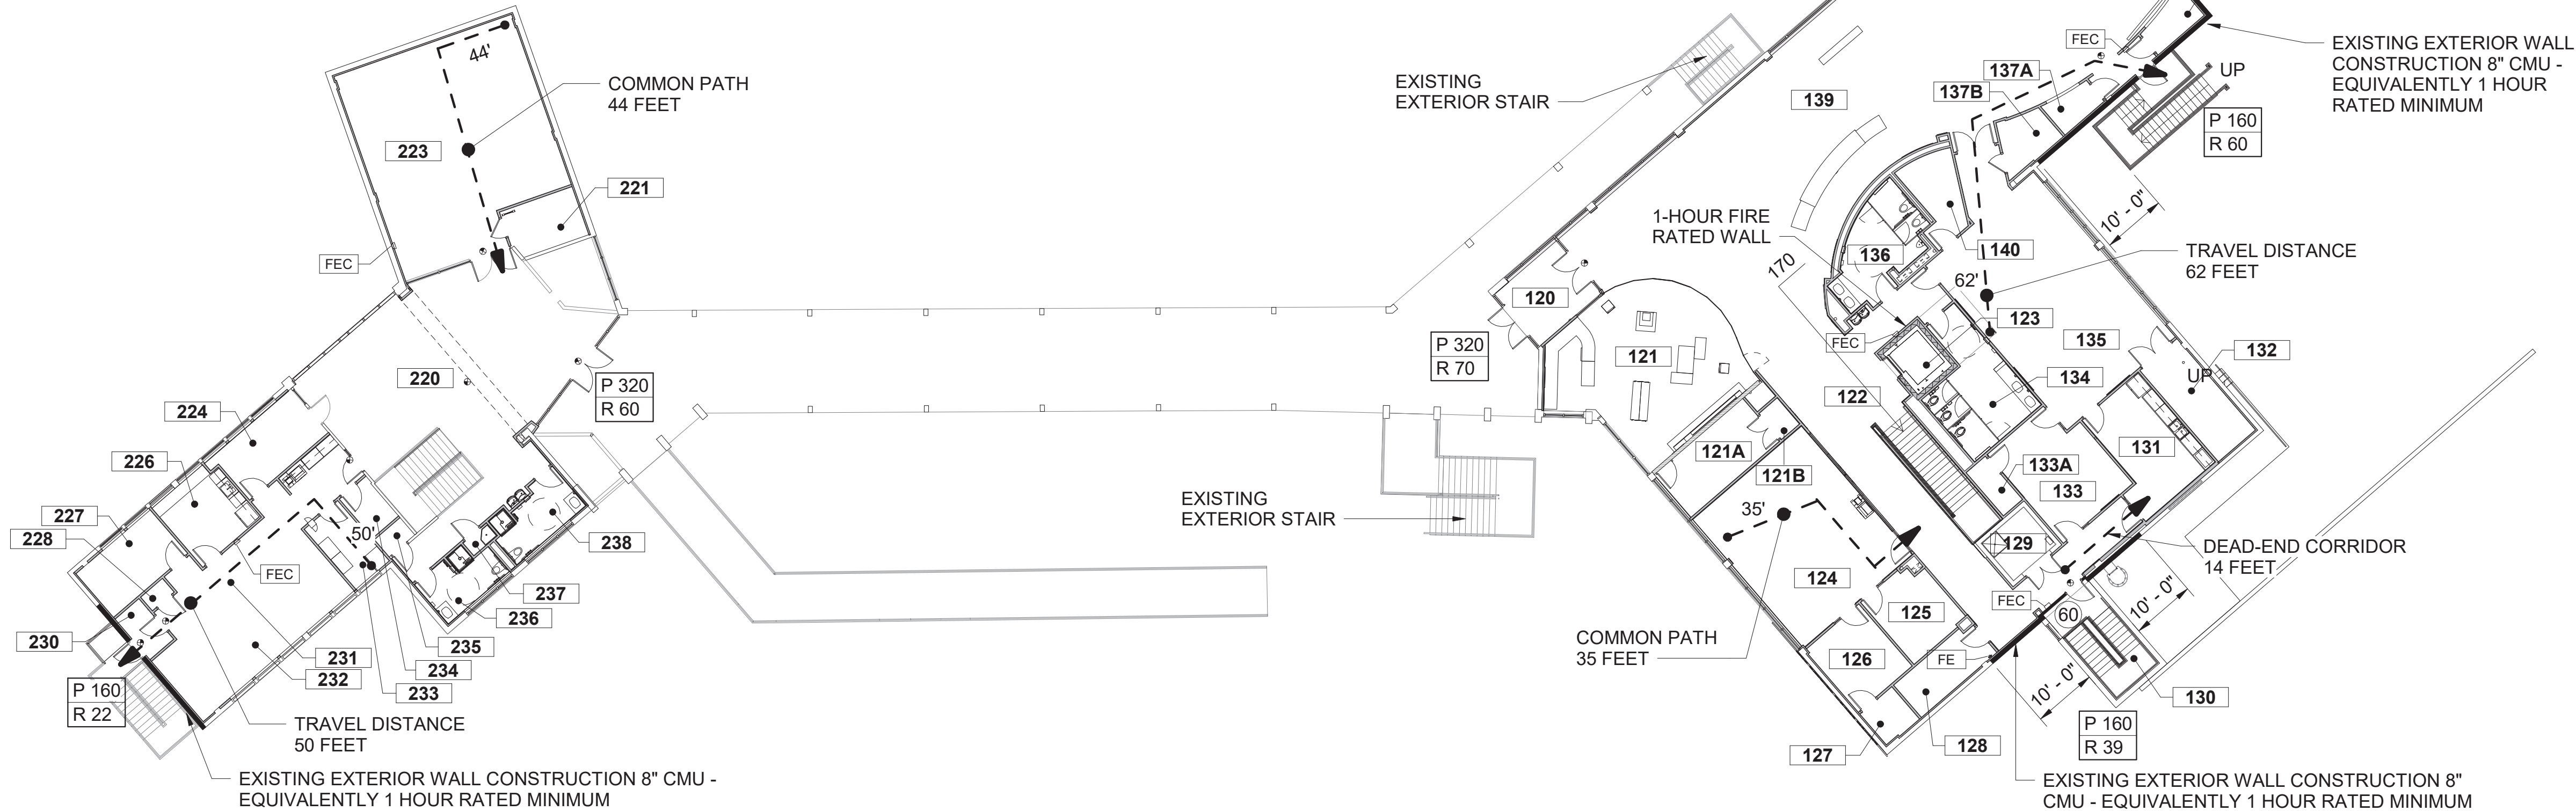 44'
COMMON PATH
44 FEET
223
221
FEC
220
P 320
R 60
224
226
227
228
FEC
50'
238
237
236
235
234
233
230
231
232
P 160
R 22
TRAVEL DISTANCE
50 FEET
EXISTING EXTERIOR WALL CONSTRUCTION 8" CMU -
EQUIVALENTLY 1 HOUR RATED MINIMUM
EXISTING
EXTERIOR STAIR
139
FEC
137A
137B
UP
EXISTING EXTERIOR WALL
CONSTRUCTION 8" CMU -
EQUIVALENTLY 1 HOUR
RATED MINIMUM
P 160
R 60
10' - 0"
1-HOUR FIRE
RATED WALL
136
140
170
62'
TRAVEL DISTANCE
62 FEET
120
P 320
R 70
121
FEC
123
135
132
UP
122
134
121A
121B
131
133A
133
EXISTING
EXTERIOR STAIR
35'
129
DEAD-END CORRIDOR
14 FEET
124
125
FEC
60
10' - 0"
COMMON PATH
35 FEET
126
FE
10' - 0"
130
127
128
P 160
R 39
EXISTING EXTERIOR WALL CONSTRUCTION 8"
CMU - EQUIVALENTLY 1 HOUR RATED MINIMUM